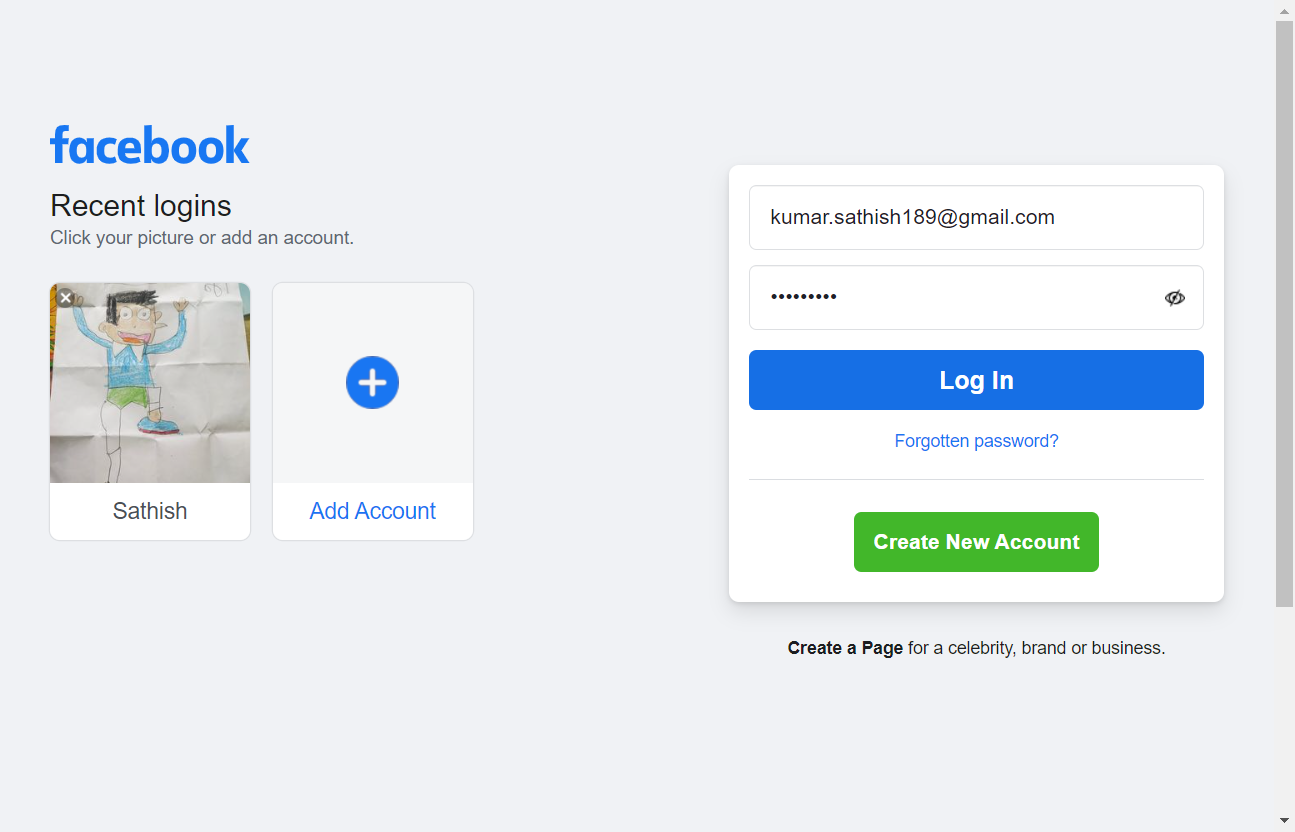 facebook
Recent logins
Click your picture or add an account.
Sathish
Add Account
kumar.sathish189@gmail.com
•••••••••
Log In
Forgotten password?
Create New Account
Create a Page for a celebrity, brand or business.